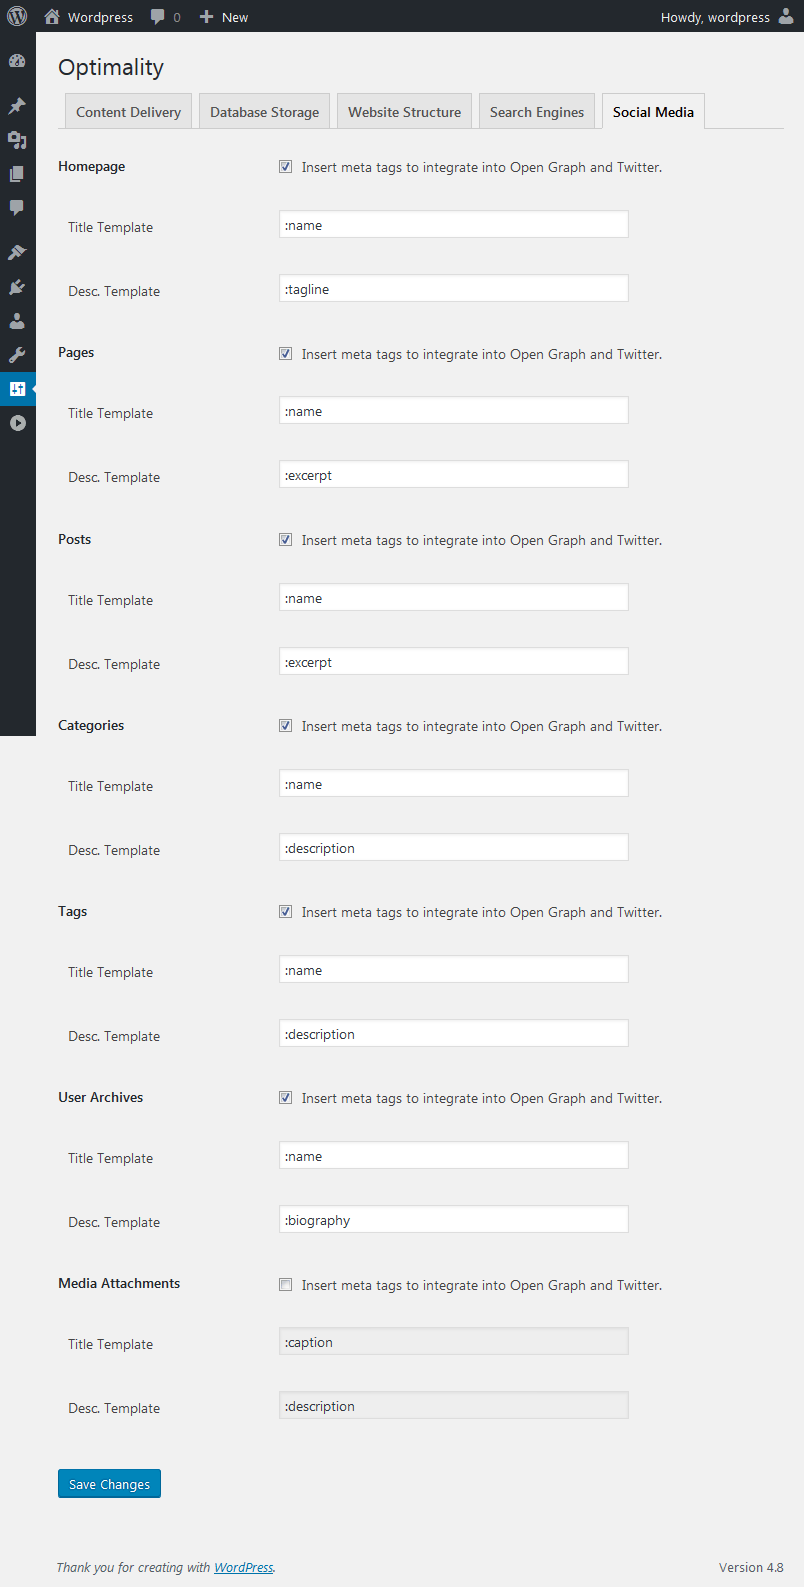 Wordpress 0 New Howdy, wordpress
Optimality
Content Delivery Database Storage Website Structure Search Engines Social Media
Homepage Insert meta tags to integrate into Open Graph and Twitter.
Title Template :name
Desc. Template :tagline
Pages Insert meta tags to integrate into Open Graph and Twitter.
Title Template :name
Desc. Template :excerpt
Posts Insert meta tags to integrate into Open Graph and Twitter.
Title Template :name
Desc. Template :excerpt
Categories Insert meta tags to integrate into Open Graph and Twitter.
Title Template :name
Desc. Template :description
Tags Insert meta tags to integrate into Open Graph and Twitter.
Title Template :name
Desc. Template :description
User Archives Insert meta tags to integrate into Open Graph and Twitter.
Title Template :name
Desc. Template :biography
Media Attachments Insert meta tags to integrate into Open Graph and Twitter.
Title Template :caption
Desc. Template :description
Save Changes
Thank you for creating with WordPress. Version 4.8